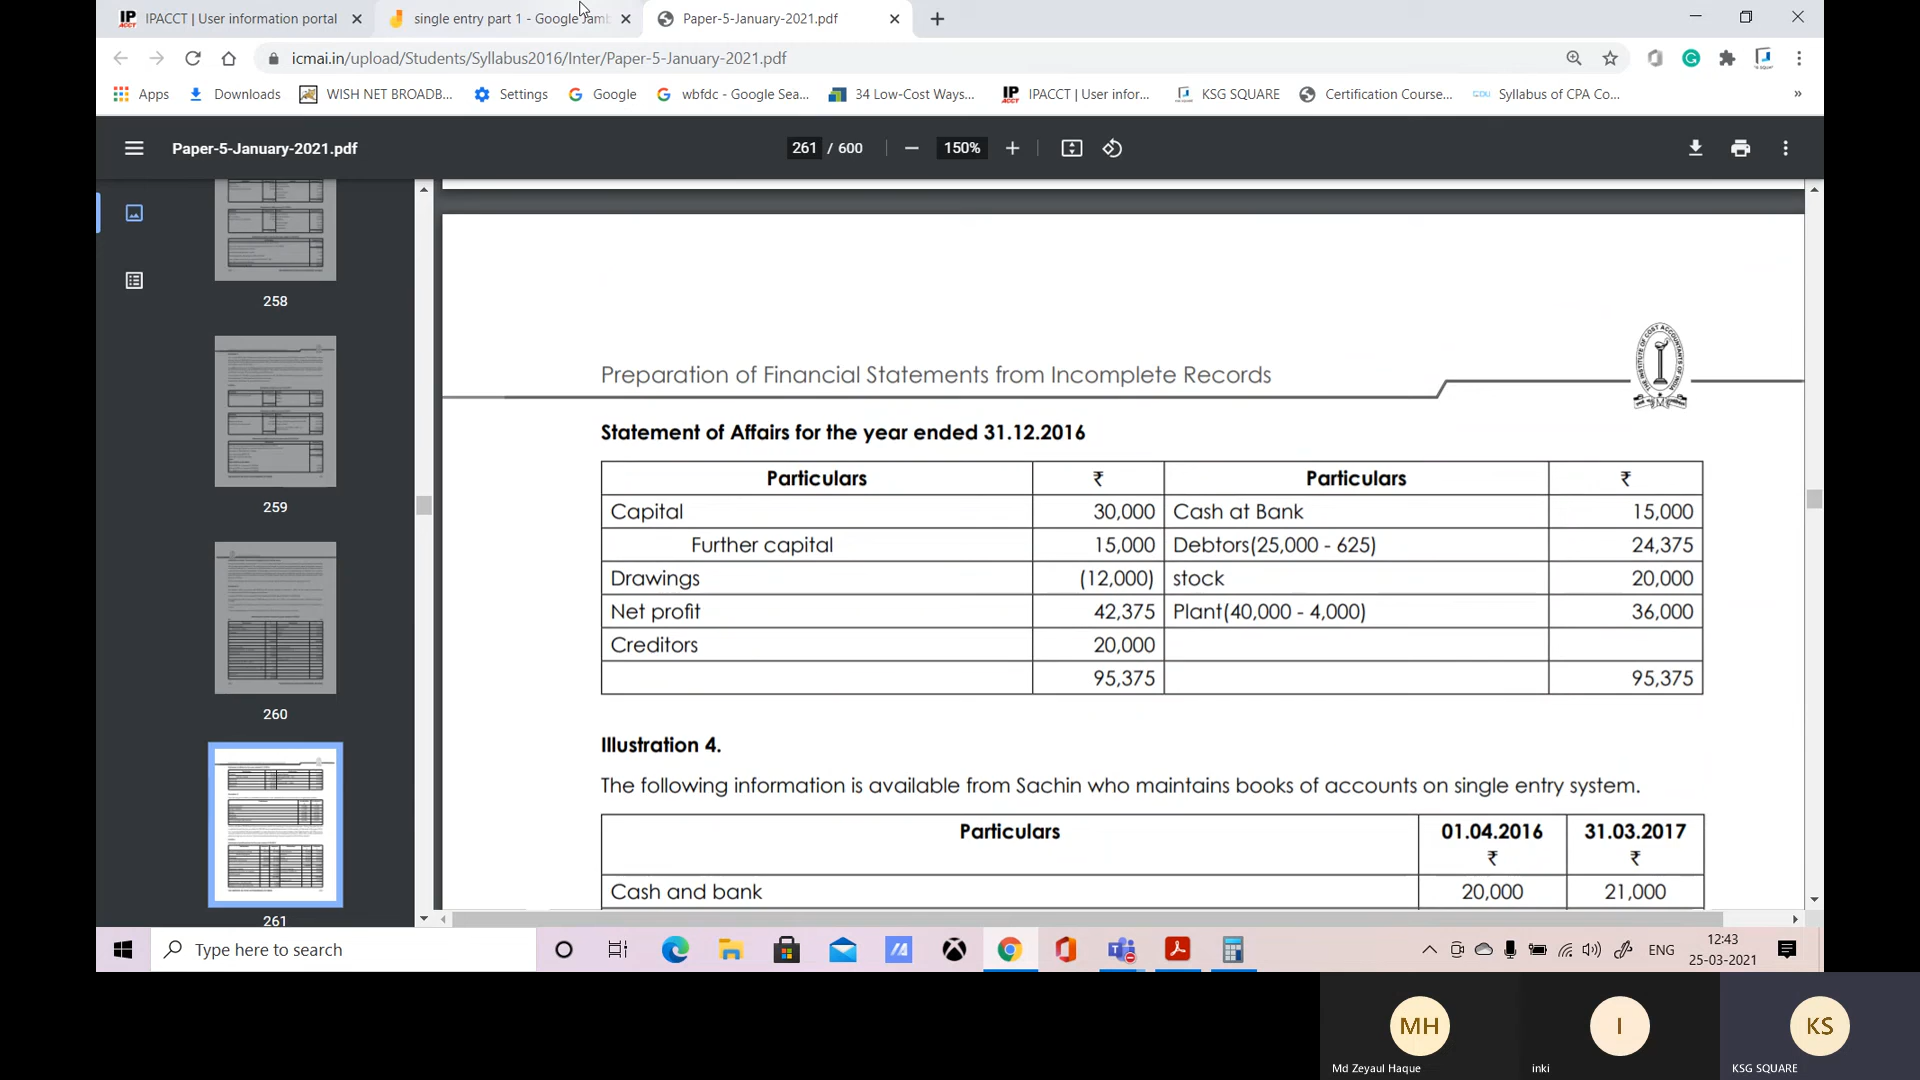 IPACCT | User information portal
single entry part 1 - Google Jamb
Paper-5-January-2021.pdf
icmai.in/upload/Students/Syllabus2016/Inter/Paper-5-January-2021.pdf
Apps
Downloads
WISH NET BROADB...
Settings
Google
wbfdc - Google Sea...
34 Low-Cost Ways...
IPACCT | User infor...
KSG SQUARE
Certification Course...
Syllabus of CPA Co...
»
Paper-5-January-2021.pdf
261 / 600
150%
258
259
260
261
Preparation of Financial Statements from Incomplete Records
Statement of Affairs for the year ended 31.12.2016
Particulars ₹ Particulars ₹
Capital 30,000 Cash at Bank 15,000
Further capital 15,000 Debtors(25,000 - 625) 24,375
Drawings (12,000) stock 20,000
Net profit 42,375 Plant(40,000 - 4,000) 36,000
Creditors 20,000
95,375 95,375
Illustration 4.
The following information is available from Sachin who maintains books of accounts on single entry system.
Particulars 01.04.2016 31.03.2017
₹ ₹
Cash and bank 20,000 21,000
Type here to search
ENG
12:43
25-03-2021
MH
I
KS
Md Zeyaul Haque
inki
KSG SQUARE